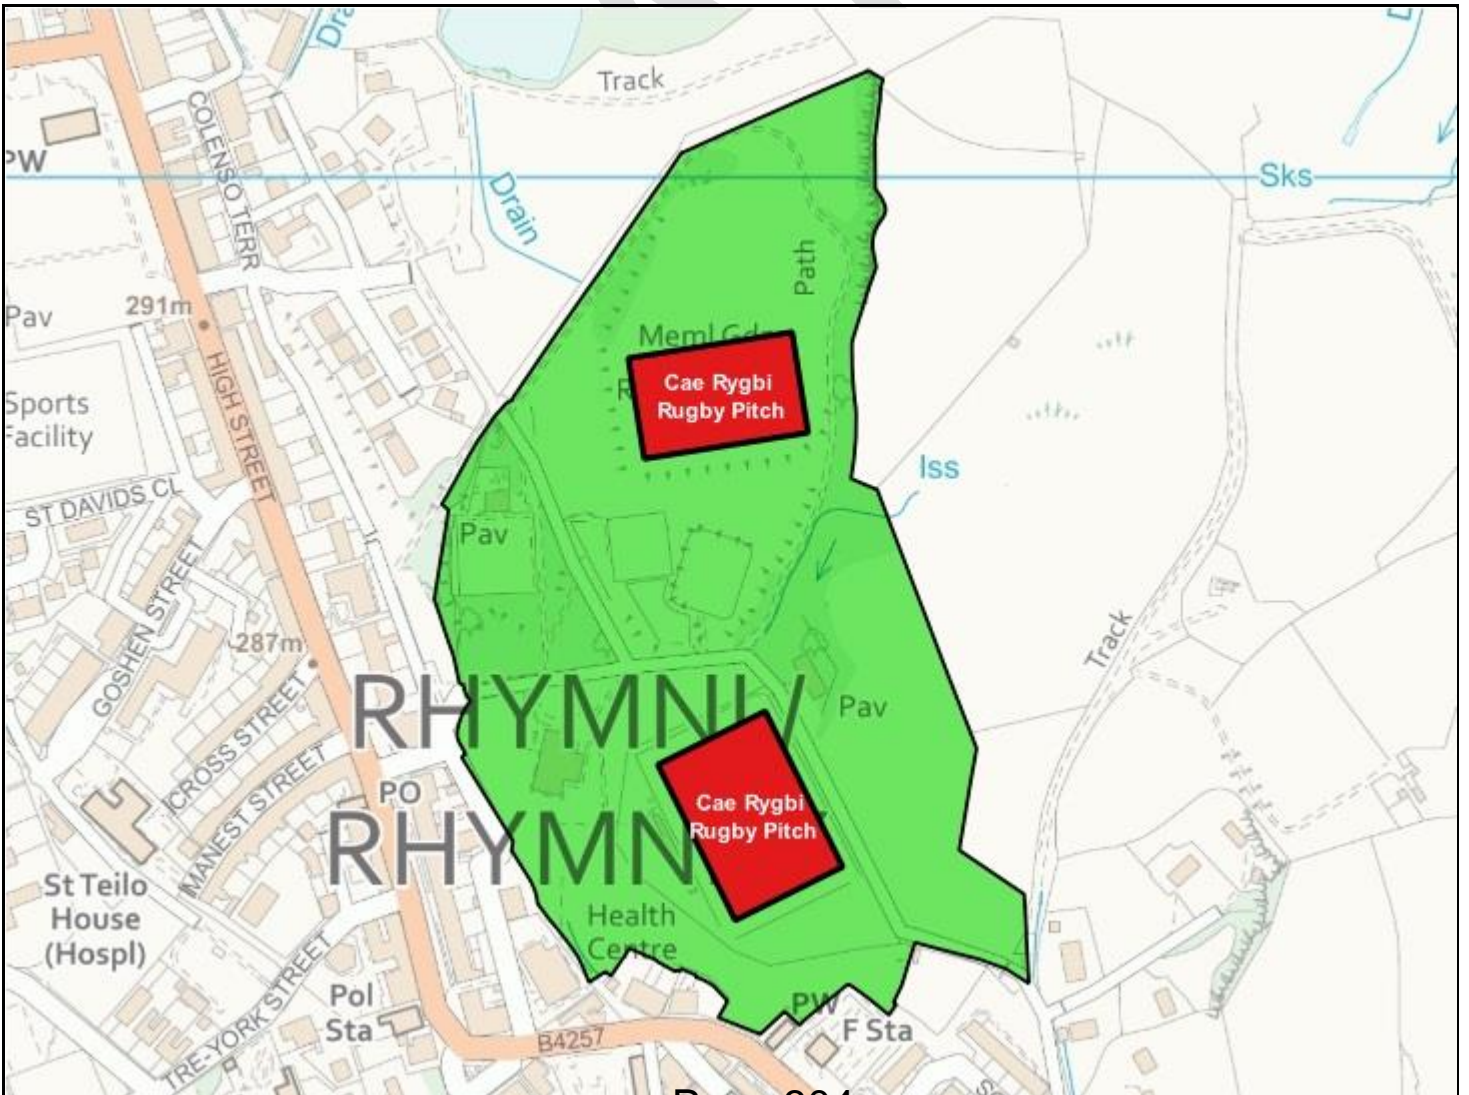 Track
COLENSO TERR
PW
Drain
Sks
Path
291m
Pav
Meml Gdn
Cae Rygbi
Rugby Pitch
HIGH STREET
Sports
Facility
Iss
ST DAVIDS CL
Pav
GOSHEN STREET
Track
287m
RHYMNI /
Pav
CROSS STREET
PO
MANEST STREET
Cae Rygbi
Rugby Pitch
RHYMN
St Teilo
House
(Hospl)
Health
Centre
TRE-YORK STREET
Pol
Sta
PW
F Sta
B4257